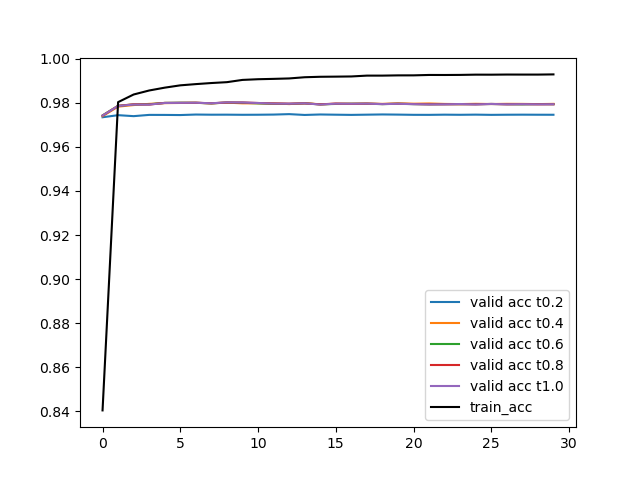 1.00
0.98
0.96
0.94
0.92
0.90
0.88
0.86
0.84
0 5 10 15 20 25 30
valid acc t0.2
valid acc t0.4
valid acc t0.6
valid acc t0.8
valid acc t1.0
train_acc